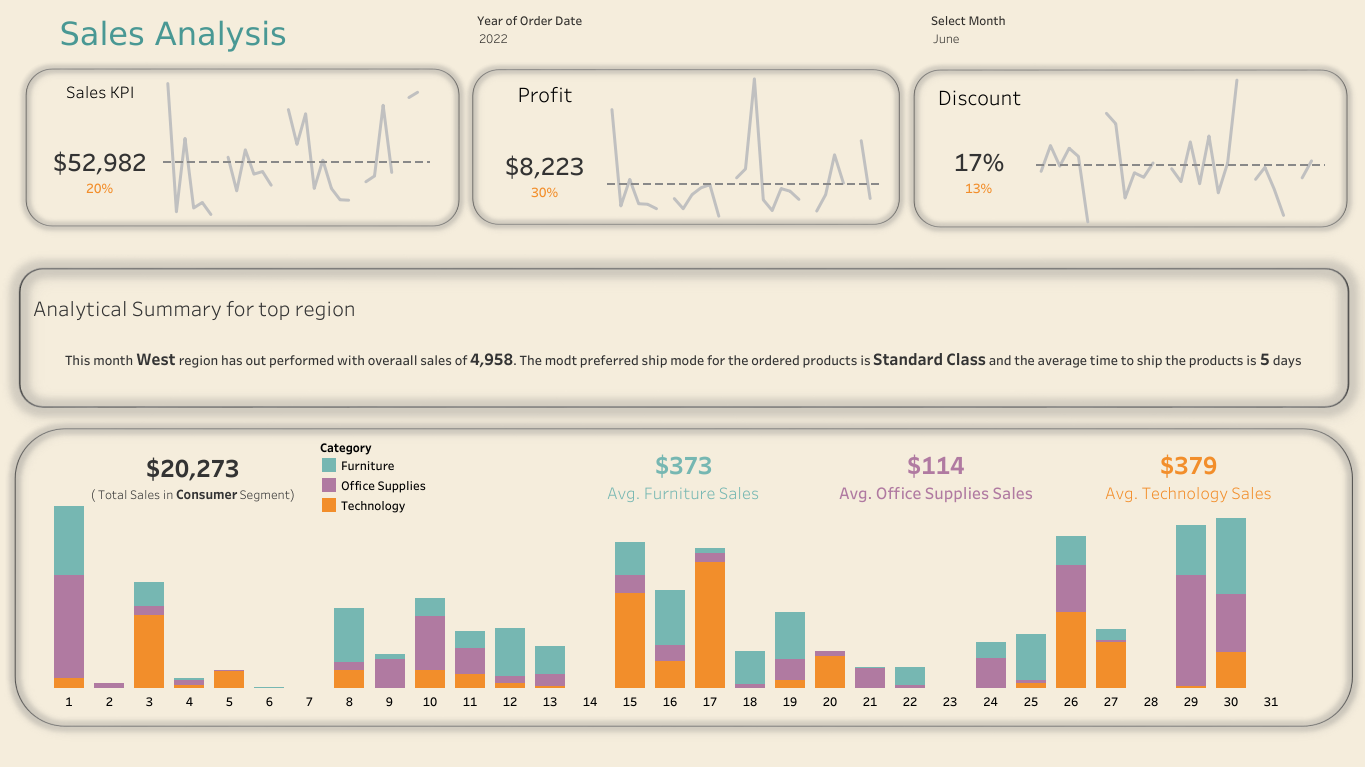 Sales Analysis
Year of Order Date
2022
Select Month
June
Sales KPI
$52,982
20%
Profit
$8,223
30%
Discount
17%
13%
Analytical Summary for top region
This month West region has out performed with overaall sales of 4,958. The modt preferred ship mode for the ordered products is Standard Class and the average time to ship the products is 5 days
$20,273
( Total Sales in Consumer Segment)
Category
Furniture
Office Supplies
Technology
$373
Avg. Furniture Sales
$114
Avg. Office Supplies Sales
$379
Avg. Technology Sales
1 2 3 4 5 6 7 8 9 10 11 12 13 14 15 16 17 18 19 20 21 22 23 24 25 26 27 28 29 30 31